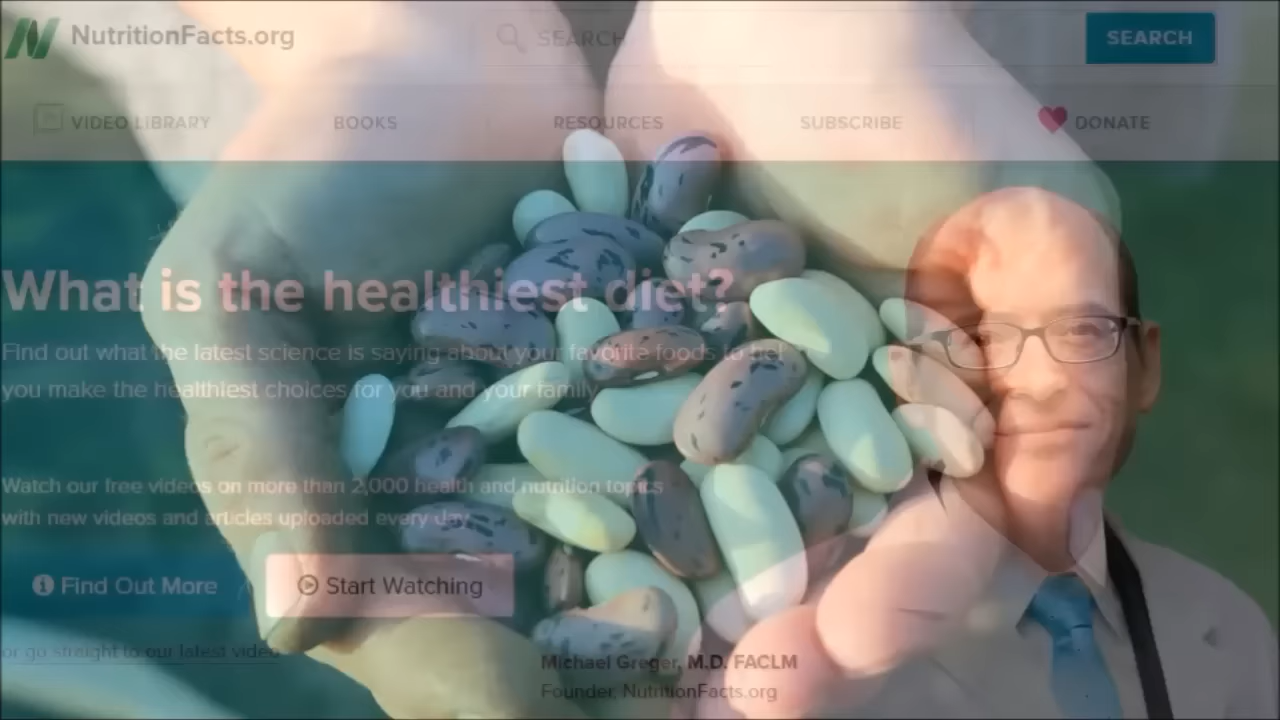 NutritionFacts.org
SEARCH
SEARCH
VIDEO LIBRARY
BOOKS
RESOURCES
SUBSCRIBE
DONATE
What is the healthiest diet?
Find out what the latest science is saying about your favorite foods to help
you make the healthiest choices for you and your family
Watch our free videos on more than 2,000 health and nutrition topics
with new videos and articles uploaded every day
Find Out More
Start Watching
or go straight to our latest video
Michael Greger, M.D. FACLM
Founder, NutritionFacts.org